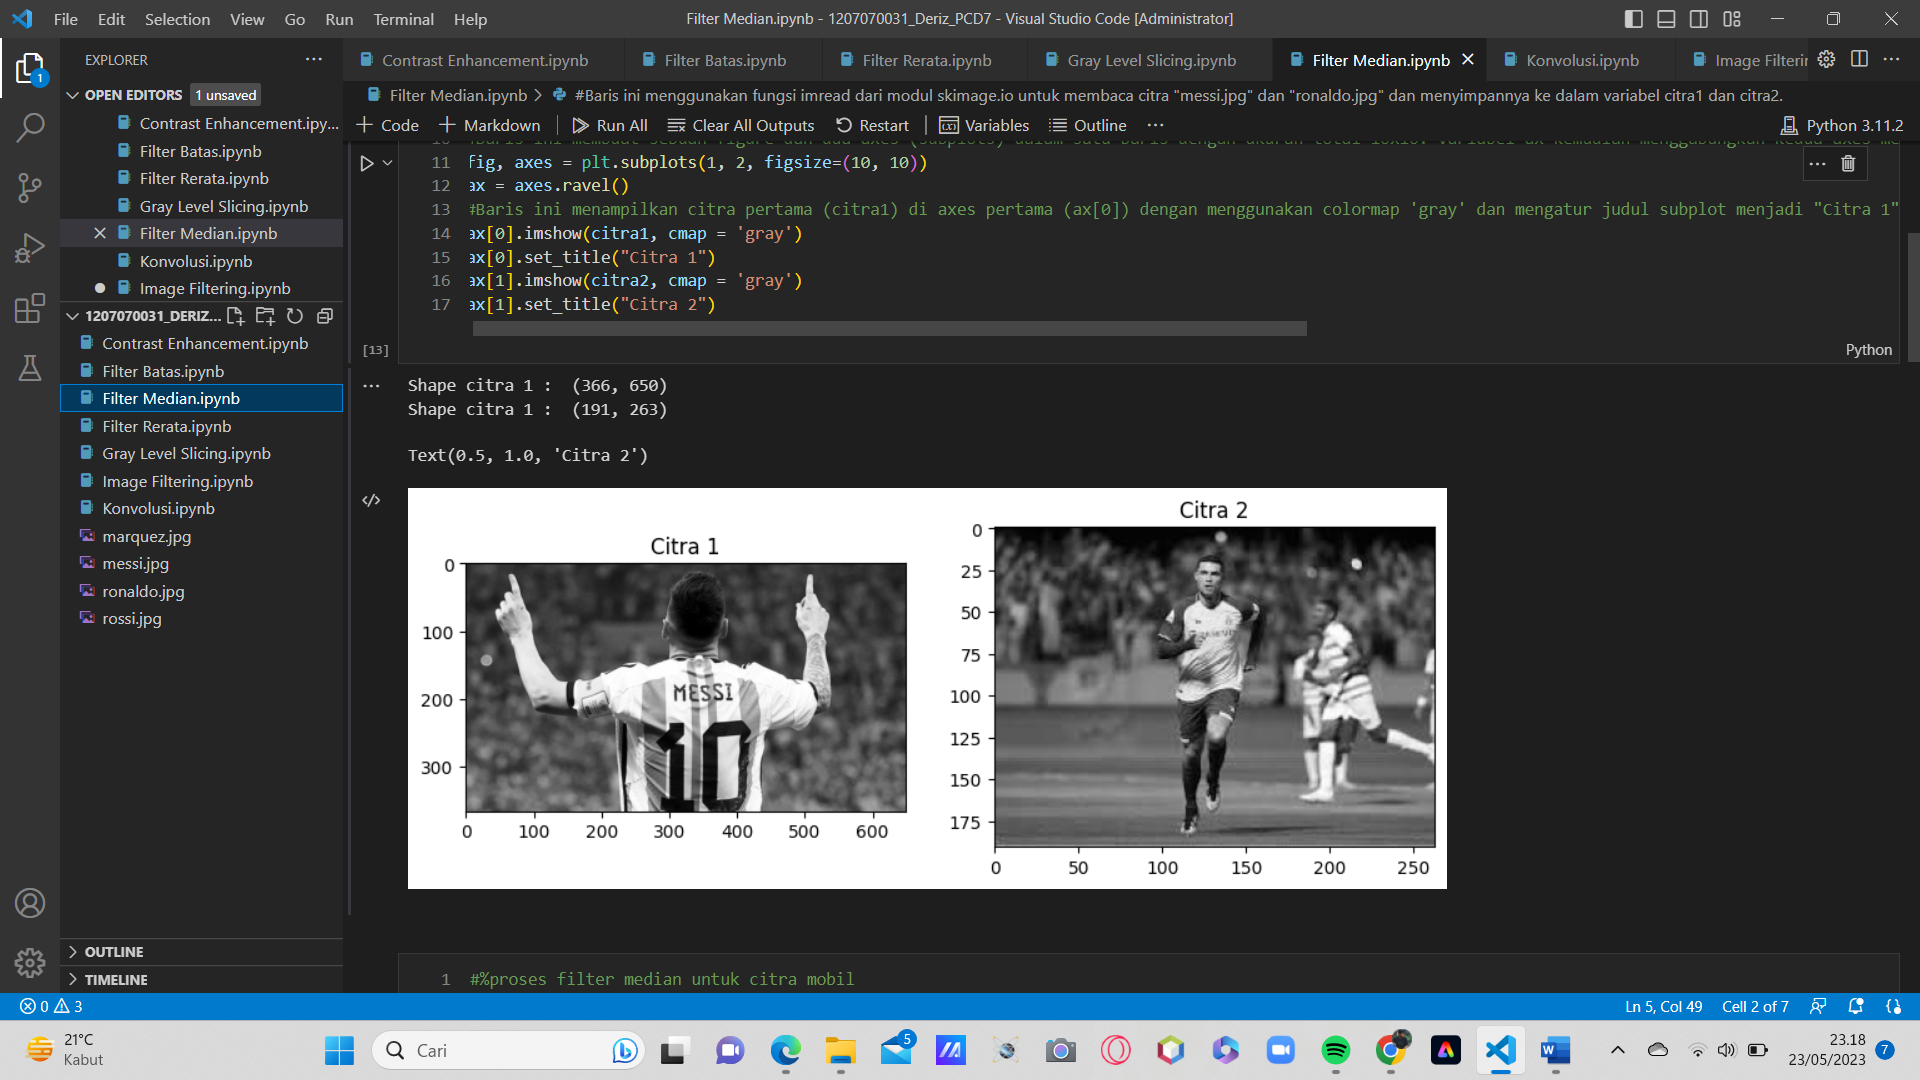 File Edit Selection View Go Run Terminal Help
Filter Median.ipynb - 1207070031_Deriz_PCD7 - Visual Studio Code [Administrator]
EXPLORER
OPEN EDITORS 1 unsaved
Contrast Enhancement.ipy...
Filter Batas.ipynb
Filter Rerata.ipynb
Gray Level Slicing.ipynb
Filter Median.ipynb
Konvolusi.ipynb
Image Filtering.ipynb
1207070031_DERIZ...
Contrast Enhancement.ipynb
Filter Batas.ipynb
Filter Median.ipynb
Filter Rerata.ipynb
Gray Level Slicing.ipynb
Image Filtering.ipynb
Konvolusi.ipynb
marquez.jpg
messi.jpg
ronaldo.jpg
rossi.jpg
OUTLINE
TIMELINE
Contrast Enhancement.ipynb Filter Batas.ipynb Filter Rerata.ipynb Gray Level Slicing.ipynb Filter Median.ipynb Konvolusi.ipynb Image Filterin
Filter Median.ipynb > #Baris ini menggunakan fungsi imread dari modul skimage.io untuk membaca citra "messi.jpg" dan "ronaldo.jpg" dan menyimpannya ke dalam variabel citra1 dan citra2.
+ Code + Markdown Run All Clear All Outputs Restart Variables Outline ... Python 3.11.2
11 fig, axes = plt.subplots(1, 2, figsize=(10, 10))
12 ax = axes.ravel()
13 #Baris ini menampilkan citra pertama (citra1) di axes pertama (ax[0]) dengan menggunakan colormap 'gray' dan mengatur judul subplot menjadi "Citra 1"
14 ax[0].imshow(citra1, cmap = 'gray')
15 ax[0].set_title("Citra 1")
16 ax[1].imshow(citra2, cmap = 'gray')
17 ax[1].set_title("Citra 2")
[13]
Python
Shape citra 1 :  (366, 650)
Shape citra 1 :  (191, 263)
Text(0.5, 1.0, 'Citra 2')
Citra 1
0
100
200
300
0 100 200 300 400 500 600
MESSI
10
Citra 2
0
25
50
75
100
125
150
175
0 50 100 150 200 250
1 #%proses filter median untuk citra mobil
0 3
Ln 5, Col 49 Cell 2 of 7
21°C
Kabut
Cari
5
23.18
23/05/2023
7